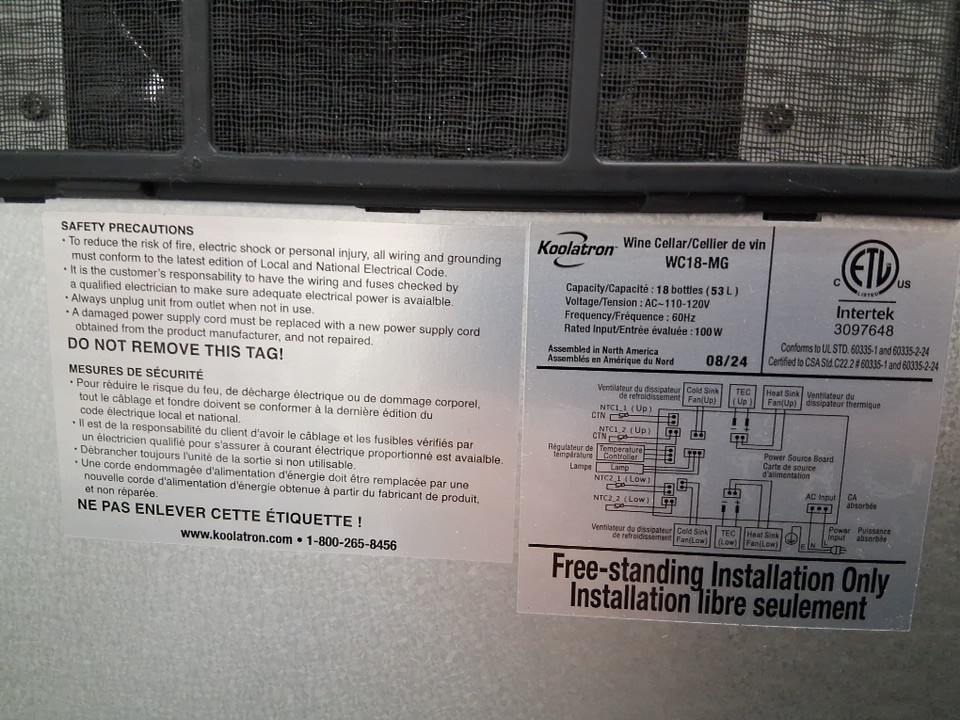 SAFETY PRECAUTIONS
• To reduce the risk of fire, electric shock or personal injury, all wiring and grounding
must conform to the latest edition of Local and National Electrical Code.
• It is the customer's responsability to have the wiring and fuses checked by
a qualified electrician to make sure adequate electrical power is avaialble.
• Always unplug unit from outlet when not in use.
• A damaged power supply cord must be replaced with a new power supply cord
obtained from the product manufacturer, and not repaired.
DO NOT REMOVE THIS TAG!
MESURES DE SÉCURITÉ
• Pour réduire le risque du feu, de décharge électrique ou de dommage corporel,
tout le câblage et fondre doivent se conformer à la dernière édition du
code électrique local et national.
• Il est de la responsabilité du client d'avoir le câblage et les fusibles vérifiés par
un électricien qualifié pour s'assurer à courant électrique proportionné est avaialble.
• Débrancher toujours l'unité de la sortie si non utilisable.
• Une corde endommagée d'alimentation d'énergie doit être remplacée par une
nouvelle corde d'alimentation d'énergie obtenue à partir du fabricant de produit,
et non réparée.
NE PAS ENLEVER CETTE ÉTIQUETTE !
www.koolatron.com • 1-800-265-8456
Koolatron
Wine Cellar/Cellier de vin
WC18-MG
Capacity/Capacité : 18 bottles (53 L)
Voltage/Tension : AC~110-120V
Frequency/Fréquence : 60Hz
Rated Input/Entrée évaluée : 100W
Assembled in North America
Assemblés en Amérique du Nord
08/24
C ETL US
LISTED
Intertek
3097648
Conforms to UL STD. 60335-1 and 60335-2-24
Certified to CSA Std.C22.2 # 60335-1 and 60335-2-24
Ventilateur du dissipateur
de refroidissement
Cold Sink
Fan(Up)
TEC
(Up)
Heat Sink
Fan(Up)
Ventilateur du
dissipateur thermique
NTC1_1 (Up)
CTN
NTC1_2 (Up)
CTN
Régulateur de
température
Temperature
Controller
Lampe
Lamp
NTC2_1 (Low)
NTC2_2 (Low)
Power Source Board
Carte de source
d'alimentation
AC Input
CA
absorbée
Ventilateur du dissipateur
de refroidissement
Cold Sink
Fan(Low)
TEC
(Low)
Heat Sink
Fan(Low)
E N L
Power
Input
Puissance
absorbée
Free-standing Installation Only
Installation libre seulement